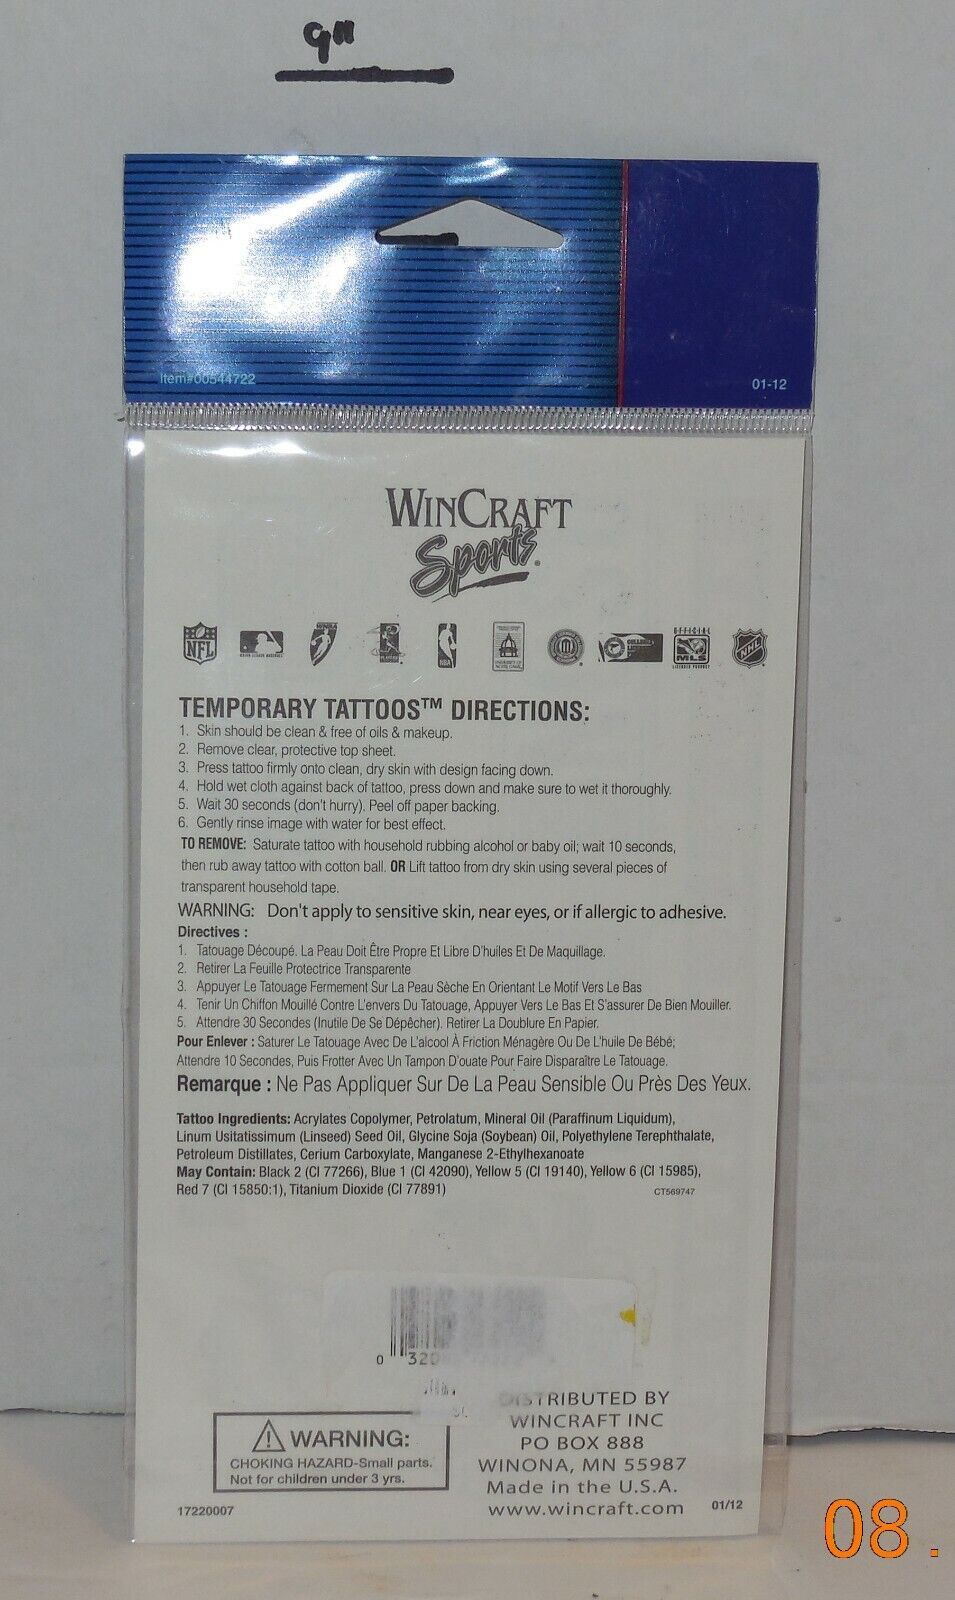 9"
Item#00544722
01-12
WINCRAFT
Sports
NFL
WNBA
NBA
OFFICIAL
MLS
LICENSED PRODUCT
NHL
TEMPORARY TATTOOS™ DIRECTIONS:
1. Skin should be clean & free of oils & makeup.
2. Remove clear, protective top sheet.
3. Press tattoo firmly onto clean, dry skin with design facing down.
4. Hold wet cloth against back of tattoo, press down and make sure to wet it thoroughly.
5. Wait 30 seconds (don't hurry). Peel off paper backing.
6. Gently rinse image with water for best effect.
TO REMOVE: Saturate tattoo with household rubbing alcohol or baby oil; wait 10 seconds,
then rub away tattoo with cotton ball. OR Lift tattoo from dry skin using several pieces of
transparent household tape.
WARNING: Don't apply to sensitive skin, near eyes, or if allergic to adhesive.
Directives :
1. Tatouage Découpé. La Peau Doit Être Propre Et Libre D'huiles Et De Maquillage.
2. Retirer La Feuille Protectrice Transparente
3. Appuyer Le Tatouage Fermement Sur La Peau Sèche En Orientant Le Motif Vers Le Bas
4. Tenir Un Chiffon Mouillé Contre L'envers Du Tatouage, Appuyer Vers Le Bas Et S'assurer De Bien Mouiller.
5. Attendre 30 Secondes (Inutile De Se Dépêcher). Retirer La Doublure En Papier.
Pour Enlever : Saturer Le Tatouage Avec De L'alcool À Friction Ménagère Ou De L'huile De Bébé;
Attendre 10 Secondes, Puis Frotter Avec Un Tampon D'ouate Pour Faire Disparaître Le Tatouage.
Remarque : Ne Pas Appliquer Sur De La Peau Sensible Ou Près Des Yeux.
Tattoo Ingredients: Acrylates Copolymer, Petrolatum, Mineral Oil (Paraffinum Liquidum),
Linum Usitatissimum (Linseed) Seed Oil, Glycine Soja (Soybean) Oil, Polyethylene Terephthalate,
Petroleum Distillates, Cerium Carboxylate, Manganese 2-Ethylhexanoate
May Contain: Black 2 (CI 77266), Blue 1 (CI 42090), Yellow 5 (CI 19140), Yellow 6 (CI 15985),
Red 7 (CI 15850:1), Titanium Dioxide (CI 77891)
CT569747
0 320
DISTRIBUTED BY
WINCRAFT INC
PO BOX 888
WINONA, MN 55987
Made in the U.S.A.
www.wincraft.com
⚠ WARNING:
CHOKING HAZARD-Small parts.
Not for children under 3 yrs.
17220007
01/12
08.